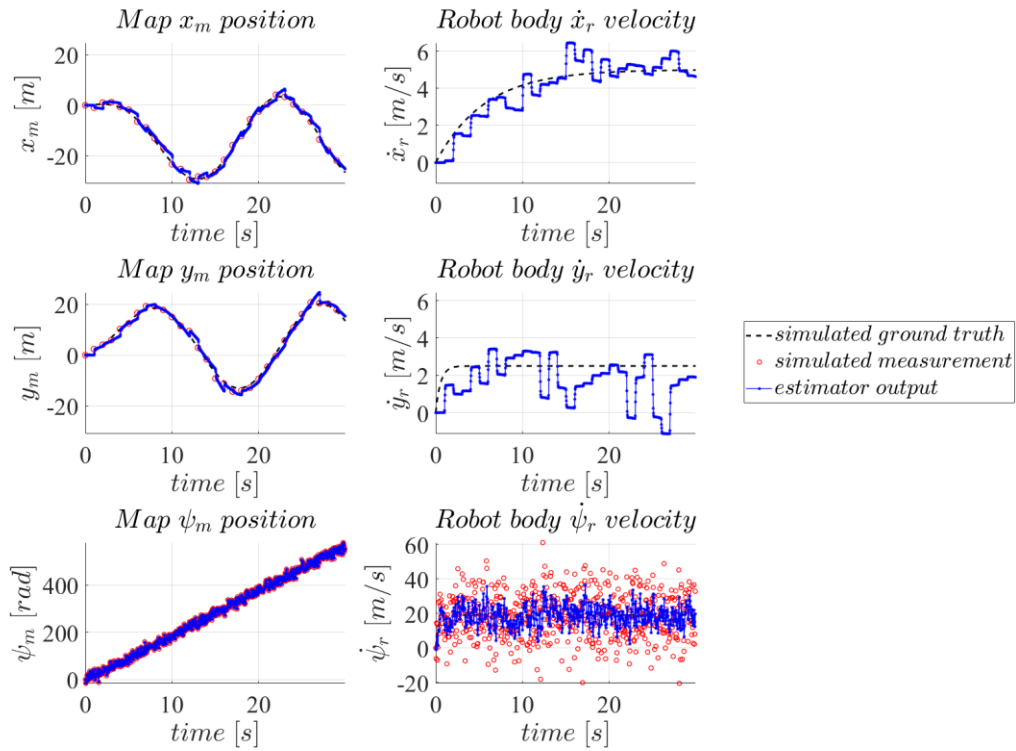 Map x_m position
Robot body ẋ_r velocity
20
0
-20
x_m [m]
0
10
20
time [s]
6
4
2
0
ẋ_r [m/s]
0
10
20
time [s]
Map y_m position
Robot body ẏ_r velocity
20
0
-20
y_m [m]
0
10
20
time [s]
6
4
2
0
ẏ_r [m/s]
0
10
20
time [s]
simulated ground truth
simulated measurement
estimator output
Map ψ_m position
Robot body ψ̇_r velocity
400
200
0
ψ_m [rad]
0
10
20
time [s]
60
40
20
0
-20
ψ̇_r [m/s]
0
10
20
time [s]